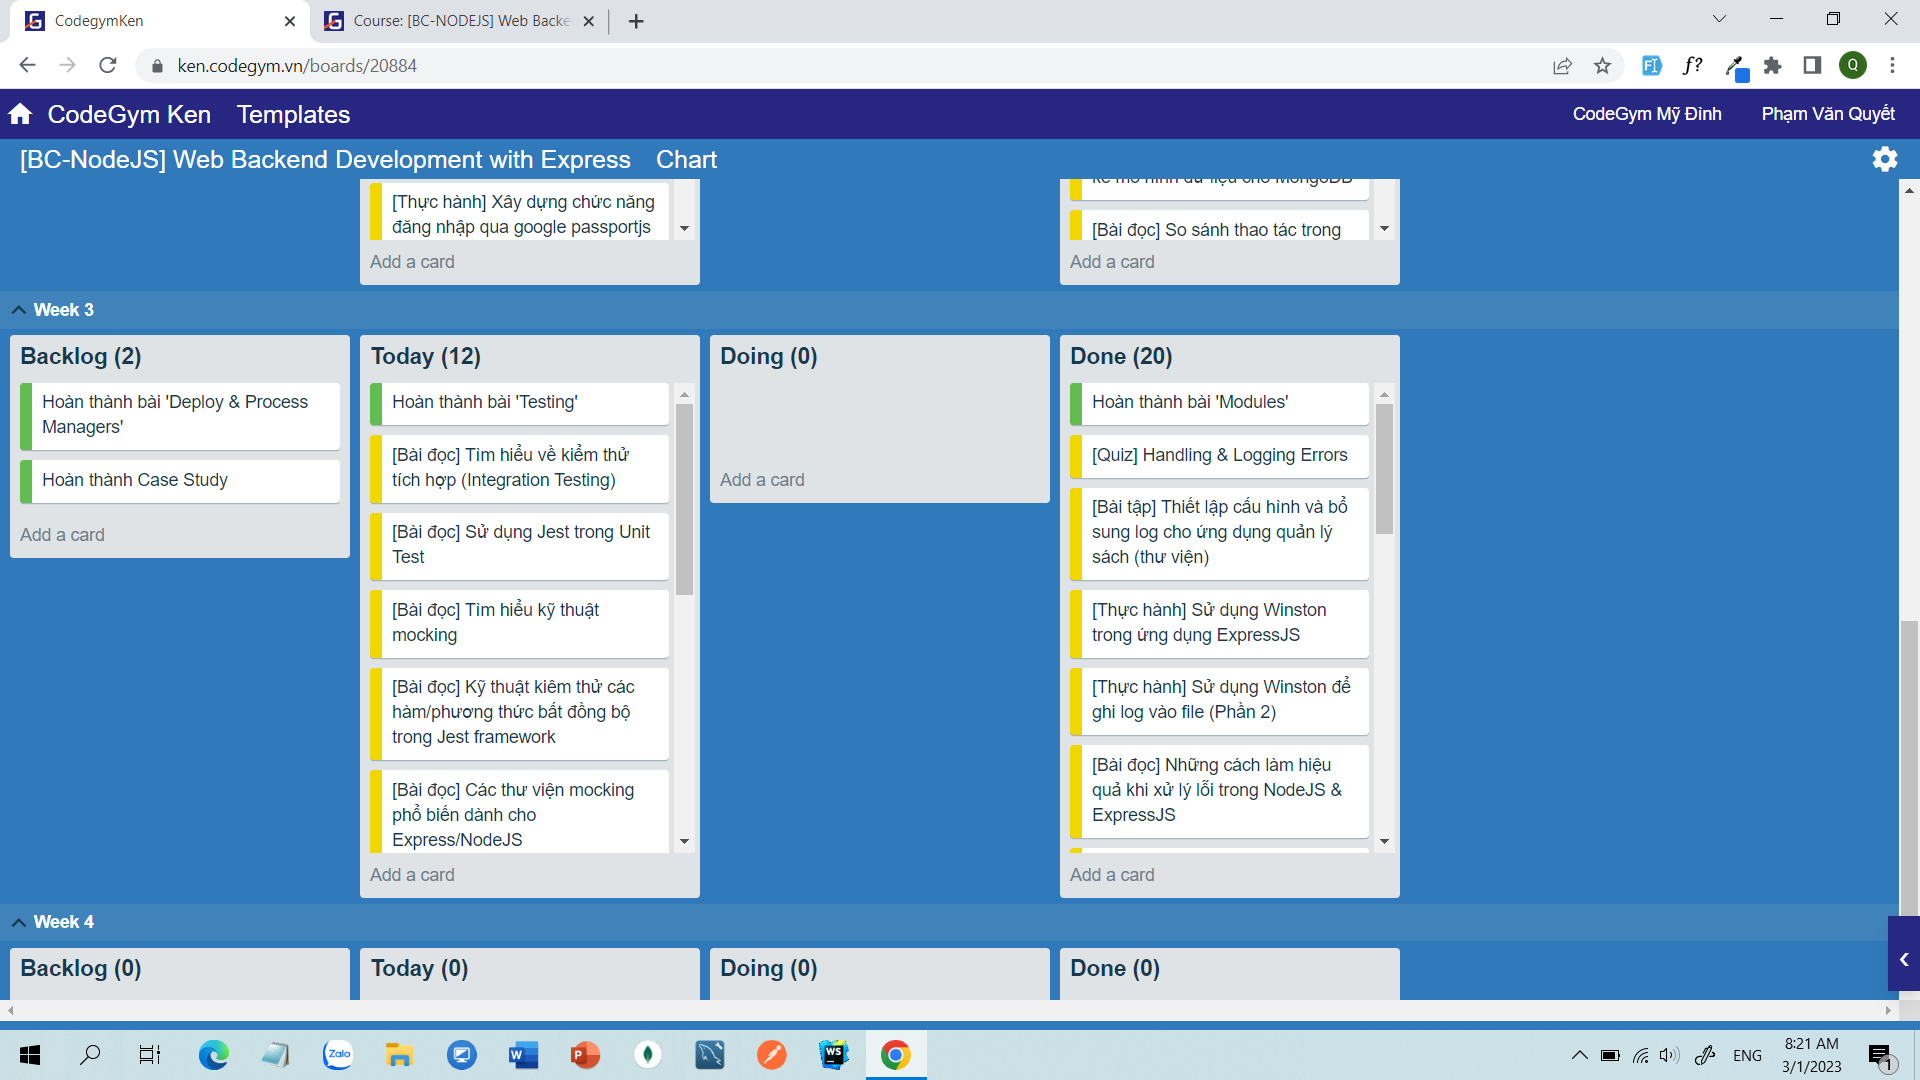 CodegymKen
Course: [BC-NODEJS] Web Backe
ken.codegym.vn/boards/20884
f?
Q
CodeGym Ken
Templates
CodeGym Mỹ Đình
Phạm Văn Quyết
[BC-NodeJS] Web Backend Development with Express
Chart
[Thực hành] Xây dựng chức năng
đăng nhập qua google passportjs
Add a card
kế mô hình dữ liệu cho MongoDB
[Bài đọc] So sánh thao tác trong
Add a card
Week 3
Backlog (2)
Hoàn thành bài 'Deploy & Process
Managers'
Hoàn thành Case Study
Add a card
Today (12)
Hoàn thành bài 'Testing'
[Bài đọc] Tìm hiểu về kiểm thử
tích hợp (Integration Testing)
[Bài đọc] Sử dụng Jest trong Unit
Test
[Bài đọc] Tìm hiểu kỹ thuật
mocking
[Bài đọc] Kỹ thuật kiêm thử các
hàm/phương thức bất đồng bộ
trong Jest framework
[Bài đọc] Các thư viện mocking
phổ biến dành cho
Express/NodeJS
Add a card
Doing (0)
Add a card
Done (20)
Hoàn thành bài 'Modules'
[Quiz] Handling & Logging Errors
[Bài tập] Thiết lập cấu hình và bổ
sung log cho ứng dụng quản lý
sách (thư viện)
[Thực hành] Sử dụng Winston
trong ứng dụng ExpressJS
[Thực hành] Sử dụng Winston để
ghi log vào file (Phần 2)
[Bài đọc] Những cách làm hiệu
quả khi xử lý lỗi trong NodeJS &
ExpressJS
Add a card
Week 4
Backlog (0)
Today (0)
Doing (0)
Done (0)
Zalo
W
P
WS
ENG
8:21 AM
3/1/2023
1